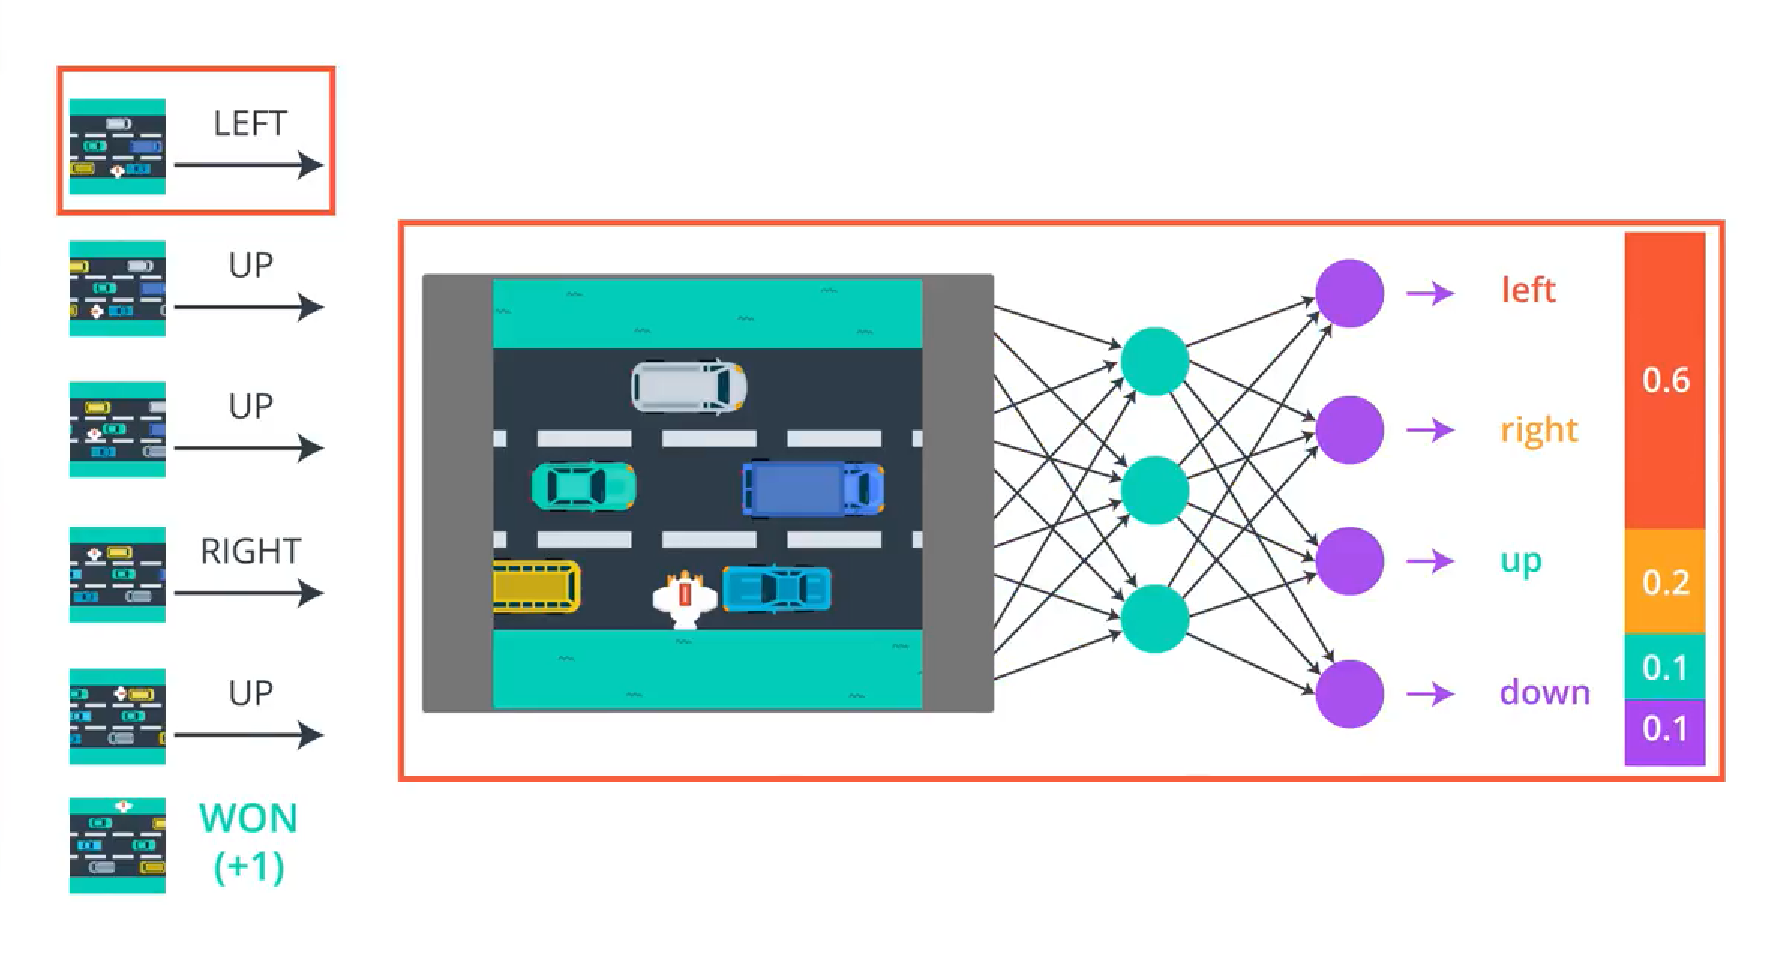 LEFT
UP
UP
RIGHT
UP
WON
(+1)
left
right
up
down
0.6
0.2
0.1
0.1